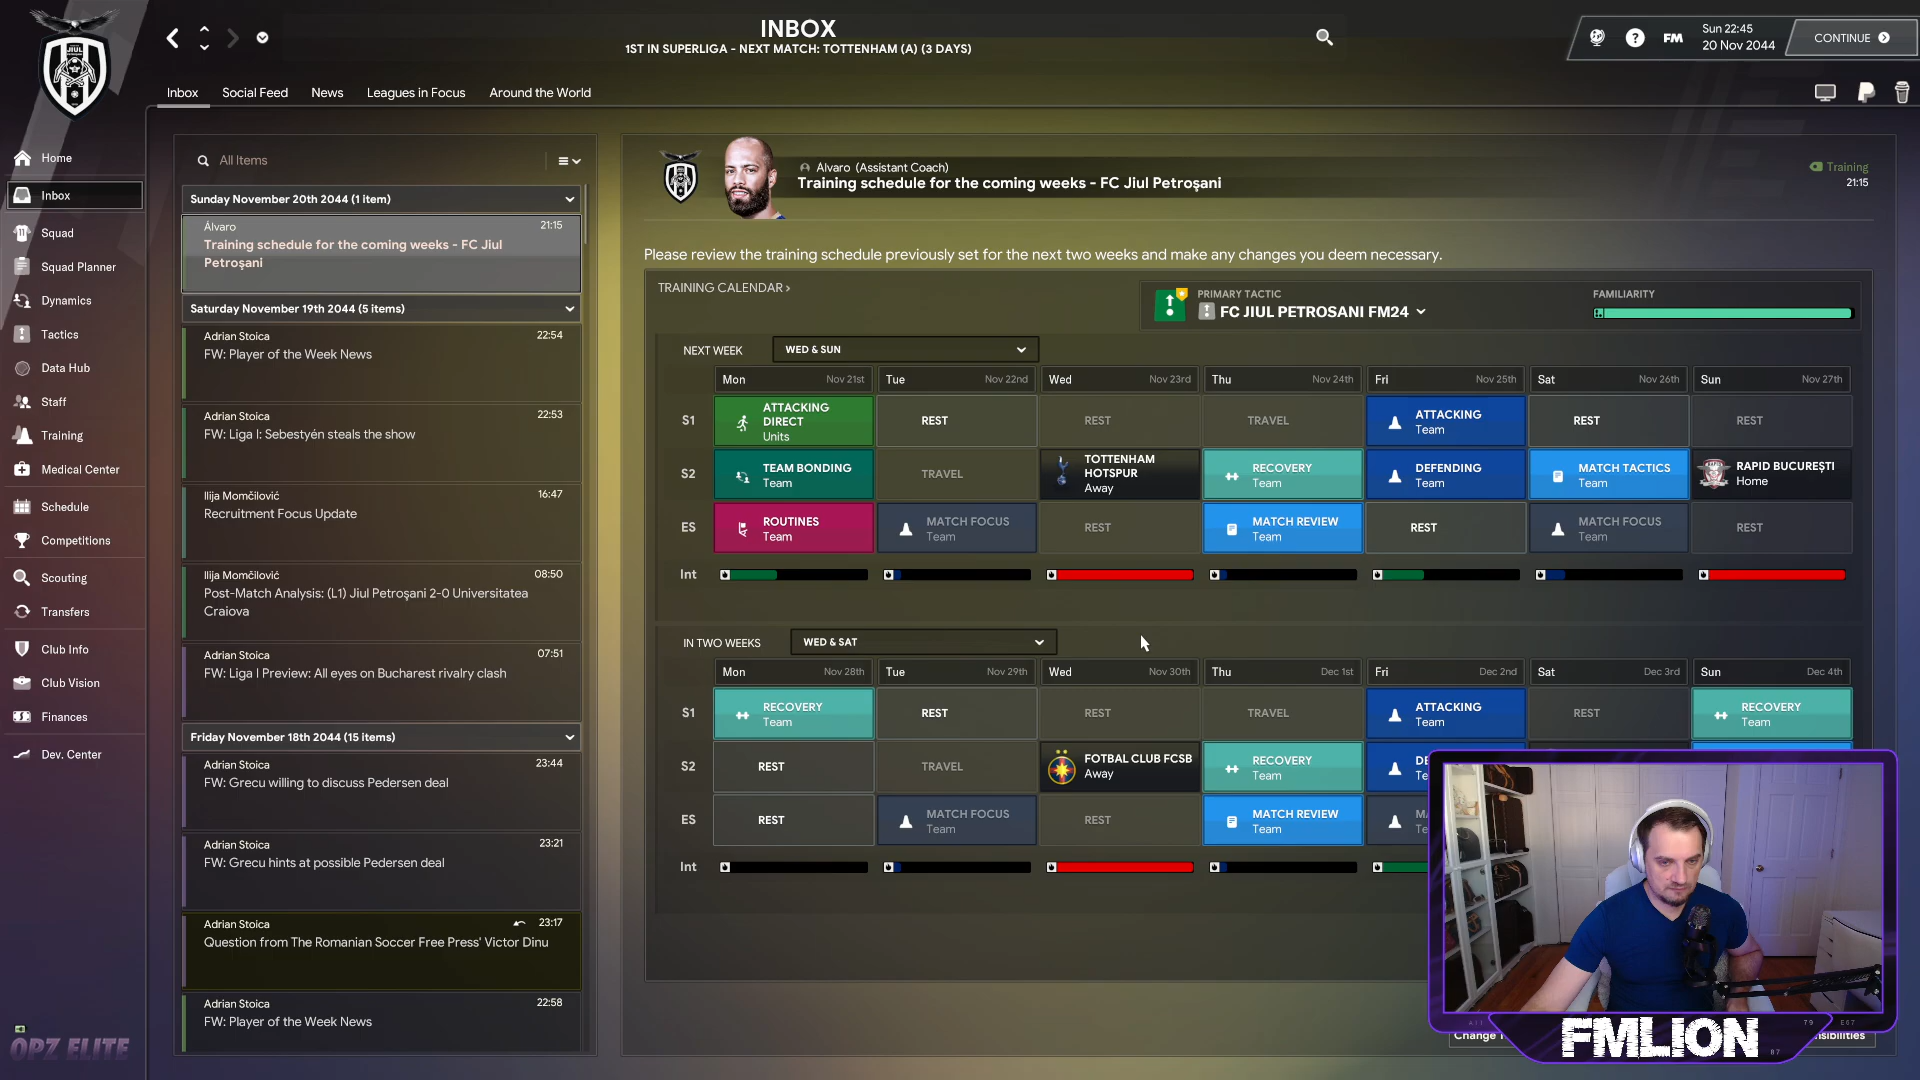 INBOX
1ST IN SUPERLIGA - NEXT MATCH: TOTTENHAM (A) (3 DAYS)
FM
Sun 22:45
20 Nov 2044
CONTINUE
Inbox
Social Feed
News
Leagues in Focus
Around the World
Home
Inbox
Squad
Squad Planner
Dynamics
Tactics
Data Hub
Staff
Training
Medical Center
Schedule
Competitions
Scouting
Transfers
Club Info
Club Vision
Finances
Dev. Center
OPZ ELITE
All Items
Sunday November 20th 2044 (1 item)
Álvaro 21:15
Training schedule for the coming weeks - FC Jiul
Petroșani
Saturday November 19th 2044 (5 items)
Adrian Stoica 22:54
FW: Player of the Week News
Adrian Stoica 22:53
FW: Liga I: Sebestyén steals the show
Ilija Momčilović 16:47
Recruitment Focus Update
Ilija Momčilović 08:50
Post-Match Analysis: (L1) Jiul Petroșani 2-0 Universitatea
Craiova
Adrian Stoica 07:51
FW: Liga I Preview: All eyes on Bucharest rivalry clash
Friday November 18th 2044 (15 items)
Adrian Stoica 23:44
FW: Grecu willing to discuss Pedersen deal
Adrian Stoica 23:21
FW: Grecu hints at possible Pedersen deal
Adrian Stoica 23:17
Question from The Romanian Soccer Free Press' Victor Dinu
Adrian Stoica 22:58
FW: Player of the Week News
Álvaro (Assistant Coach)
Training schedule for the coming weeks - FC Jiul Petroșani
Training
21:15
Please review the training schedule previously set for the next two weeks and make any changes you deem necessary.
TRAINING CALENDAR
PRIMARY TACTIC
FC JIUL PETROSANI FM24
FAMILIARITY
NEXT WEEK WED & SUN
Mon Nov 21st Tue Nov 22nd Wed Nov 23rd Thu Nov 24th Fri Nov 25th Sat Nov 26th Sun Nov 27th
S1 ATTACKING DIRECT Units REST REST TRAVEL ATTACKING Team REST REST
S2 TEAM BONDING Team TRAVEL TOTTENHAM HOTSPUR Away RECOVERY Team DEFENDING Team MATCH TACTICS Team RAPID BUCUREȘTI Home
ES ROUTINES Team MATCH FOCUS Team REST MATCH REVIEW Team REST MATCH FOCUS Team REST
Int
IN TWO WEEKS WED & SAT
Mon Nov 28th Tue Nov 29th Wed Nov 30th Thu Dec 1st Fri Dec 2nd Sat Dec 3rd Sun Dec 4th
S1 RECOVERY Team REST REST TRAVEL ATTACKING Team REST RECOVERY Team
S2 REST TRAVEL FOTBAL CLUB FCSB Away RECOVERY Team DE Te
ES REST MATCH FOCUS Team REST MATCH REVIEW Team M Te
Int
Change
FMLION